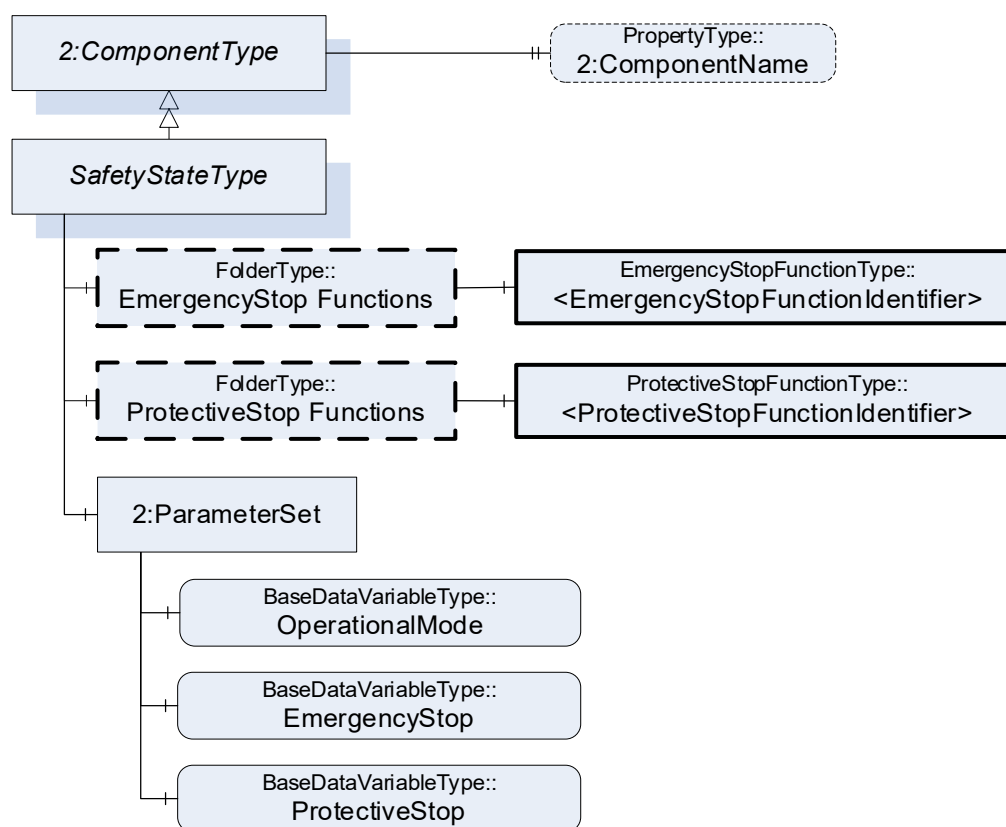 2:ComponentType
PropertyType::
2:ComponentName
SafetyStateType
FolderType::
EmergencyStop Functions
EmergencyStopFunctionType::
<EmergencyStopFunctionIdentifier>
FolderType::
ProtectiveStop Functions
ProtectiveStopFunctionType::
<ProtectiveStopFunctionIdentifier>
2:ParameterSet
BaseDataVariableType::
OperationalMode
BaseDataVariableType::
EmergencyStop
BaseDataVariableType::
ProtectiveStop